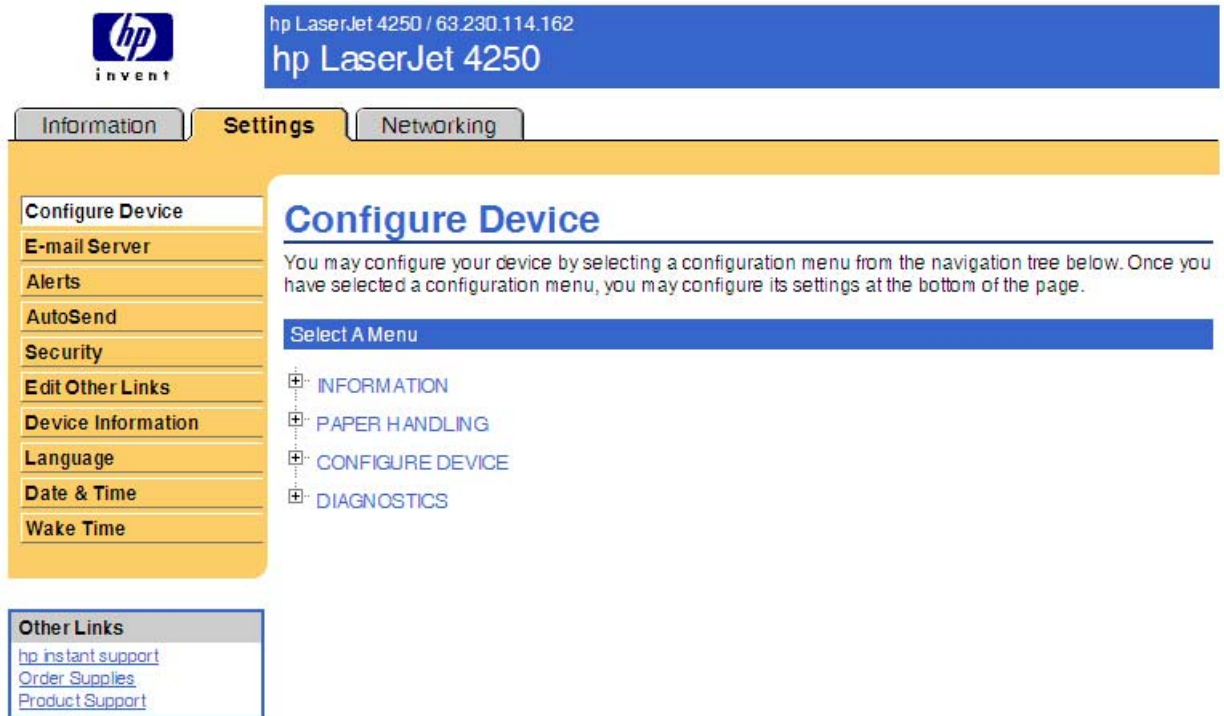 hp
invent
hp LaserJet 4250 / 63.230.114.162
hp LaserJet 4250
Information
Settings
Networking
Configure Device
E-mail Server
Alerts
AutoSend
Security
Edit Other Links
Device Information
Language
Date & Time
Wake Time
Other Links
hp instant support
Order Supplies
Product Support
Configure Device
You may configure your device by selecting a configuration menu from the navigation tree below. Once you
have selected a configuration menu, you may configure its settings at the bottom of the page.
Select A Menu
INFORMATION
PAPER HANDLING
CONFIGURE DEVICE
DIAGNOSTICS